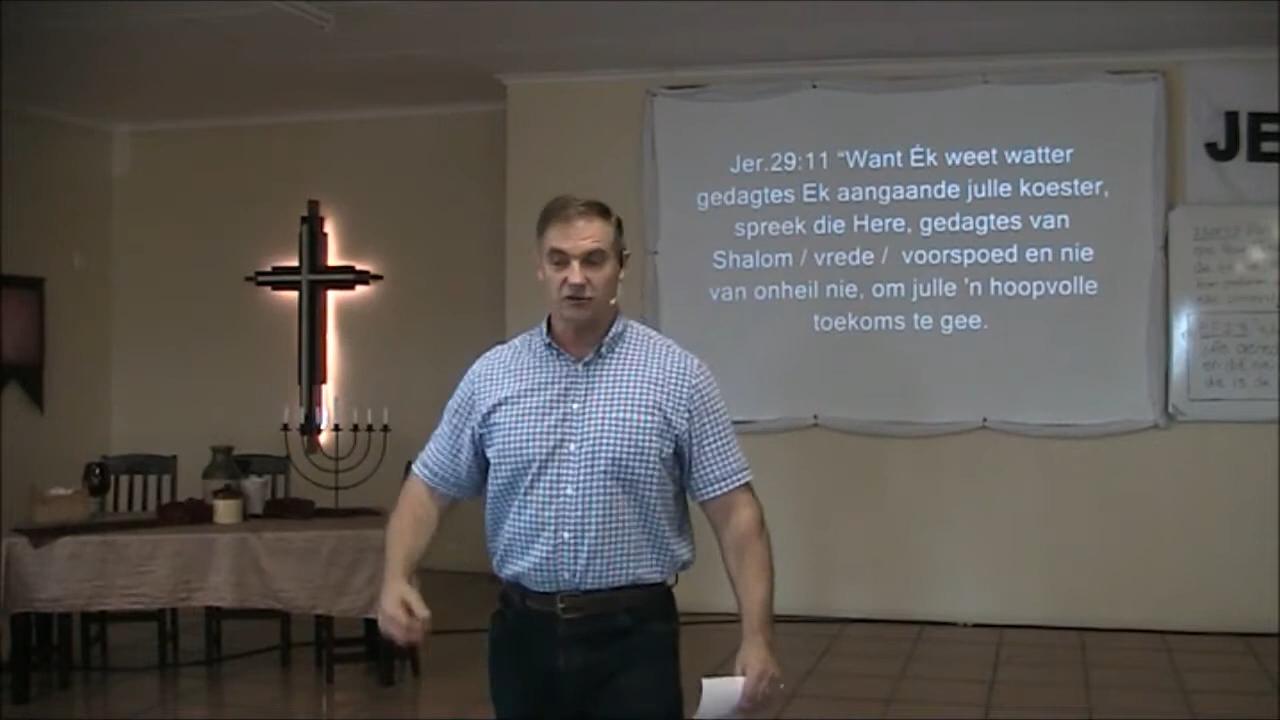 Jer.29:11 “Want Ék weet watter
gedagtes Ek aangaande julle koester,
spreek die Here, gedagtes van
Shalom / vrede / voorspoed en nie
van onheil nie, om julle 'n hoopvolle
toekoms te gee.
JE